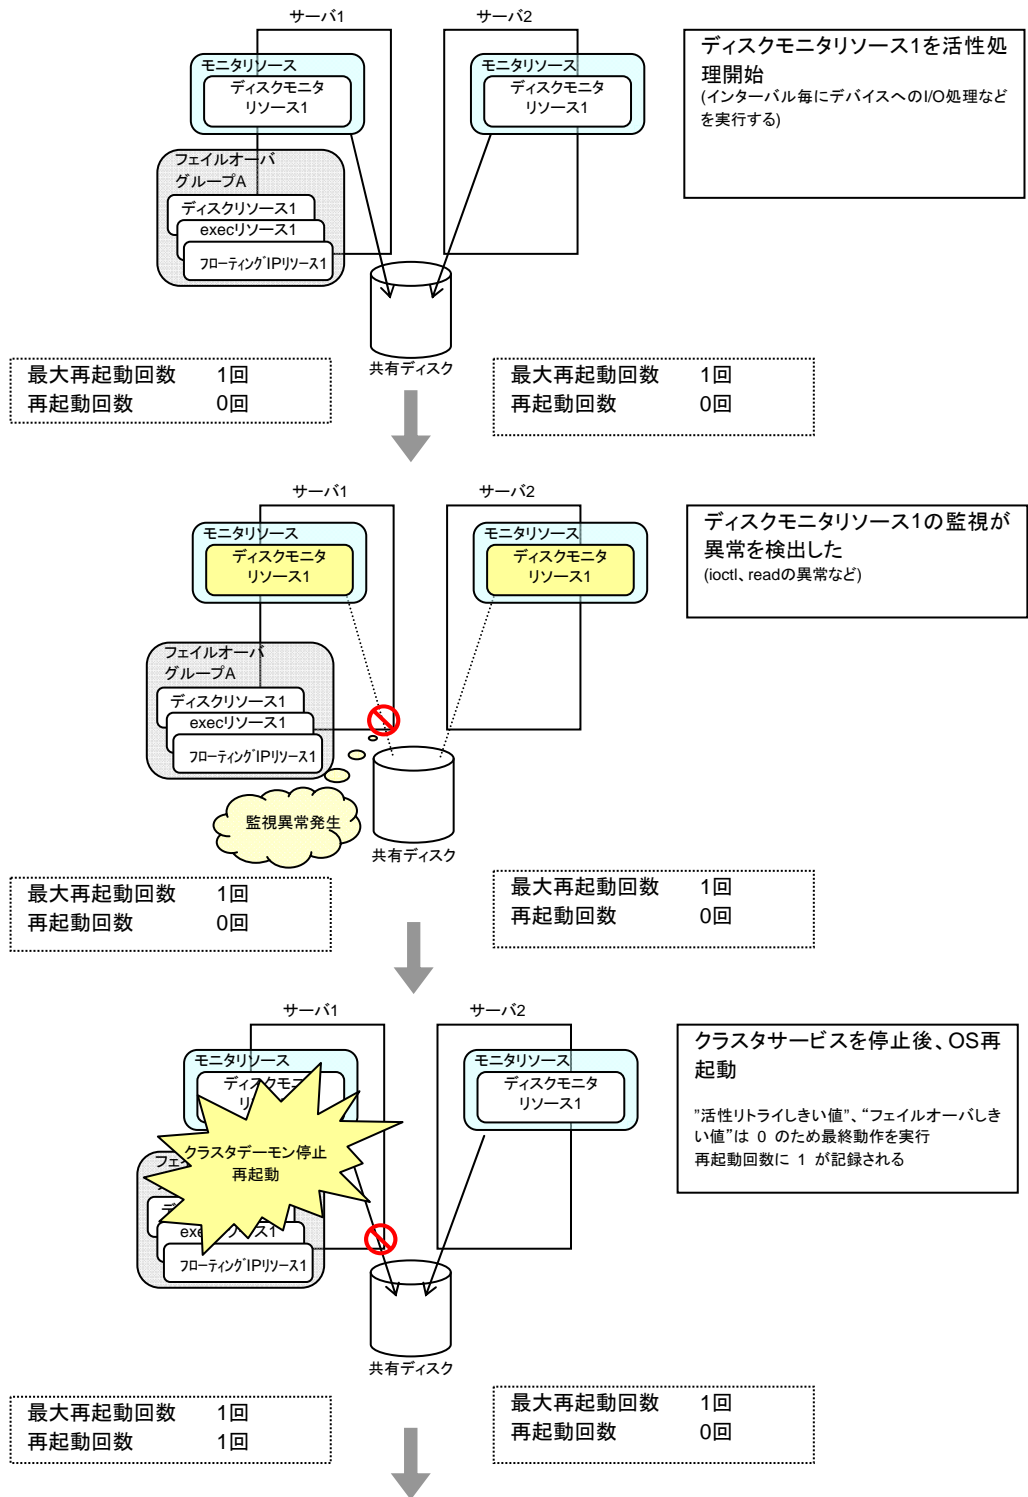 サーバ1
サーバ2
モニタリソース
ディスクモニタ
リソース1
モニタリソース
ディスクモニタ
リソース1
フェイルオーバ
グループA
ディスクリソース1
execリソース1
フローティングIPリソース1
共有ディスク
ディスクモニタリソース1を活性処
理開始
(インターバル毎にデバイスへのI/O処理など
を実行する)
最大再起動回数 1回
再起動回数 0回
最大再起動回数 1回
再起動回数 0回
サーバ1
サーバ2
モニタリソース
ディスクモニタ
リソース1
モニタリソース
ディスクモニタ
リソース1
フェイルオーバ
グループA
ディスクリソース1
execリソース1
フローティングIPリソース1
監視異常発生
共有ディスク
ディスクモニタリソース1の監視が
異常を検出した
(ioctl、readの異常など)
最大再起動回数 1回
再起動回数 0回
最大再起動回数 1回
再起動回数 0回
サーバ1
サーバ2
モニタリソース
ディスクモニ
リ
モニタリソース
ディスクモニタ
リソース1
クラスタデーモン停止
再起動
フェ
デ
exe ソース1
フローティングIPリソース1
共有ディスク
クラスタサービスを停止後、OS再
起動
”活性リトライしきい値”、“フェイルオーバしき
い値”は 0 のため最終動作を実行
再起動回数に 1 が記録される
最大再起動回数 1回
再起動回数 1回
最大再起動回数 1回
再起動回数 0回